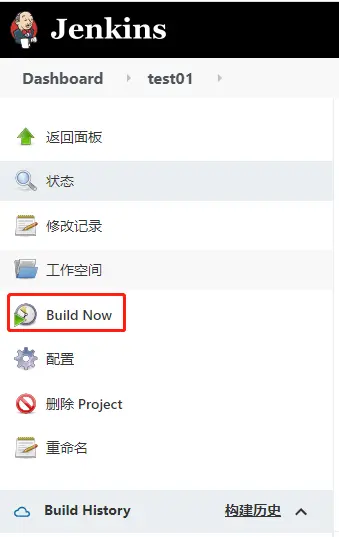 Jenkins
Dashboard test01
返回面板
状态
修改记录
工作空间
Build Now
配置
删除 Project
重命名
Build History 构建历史